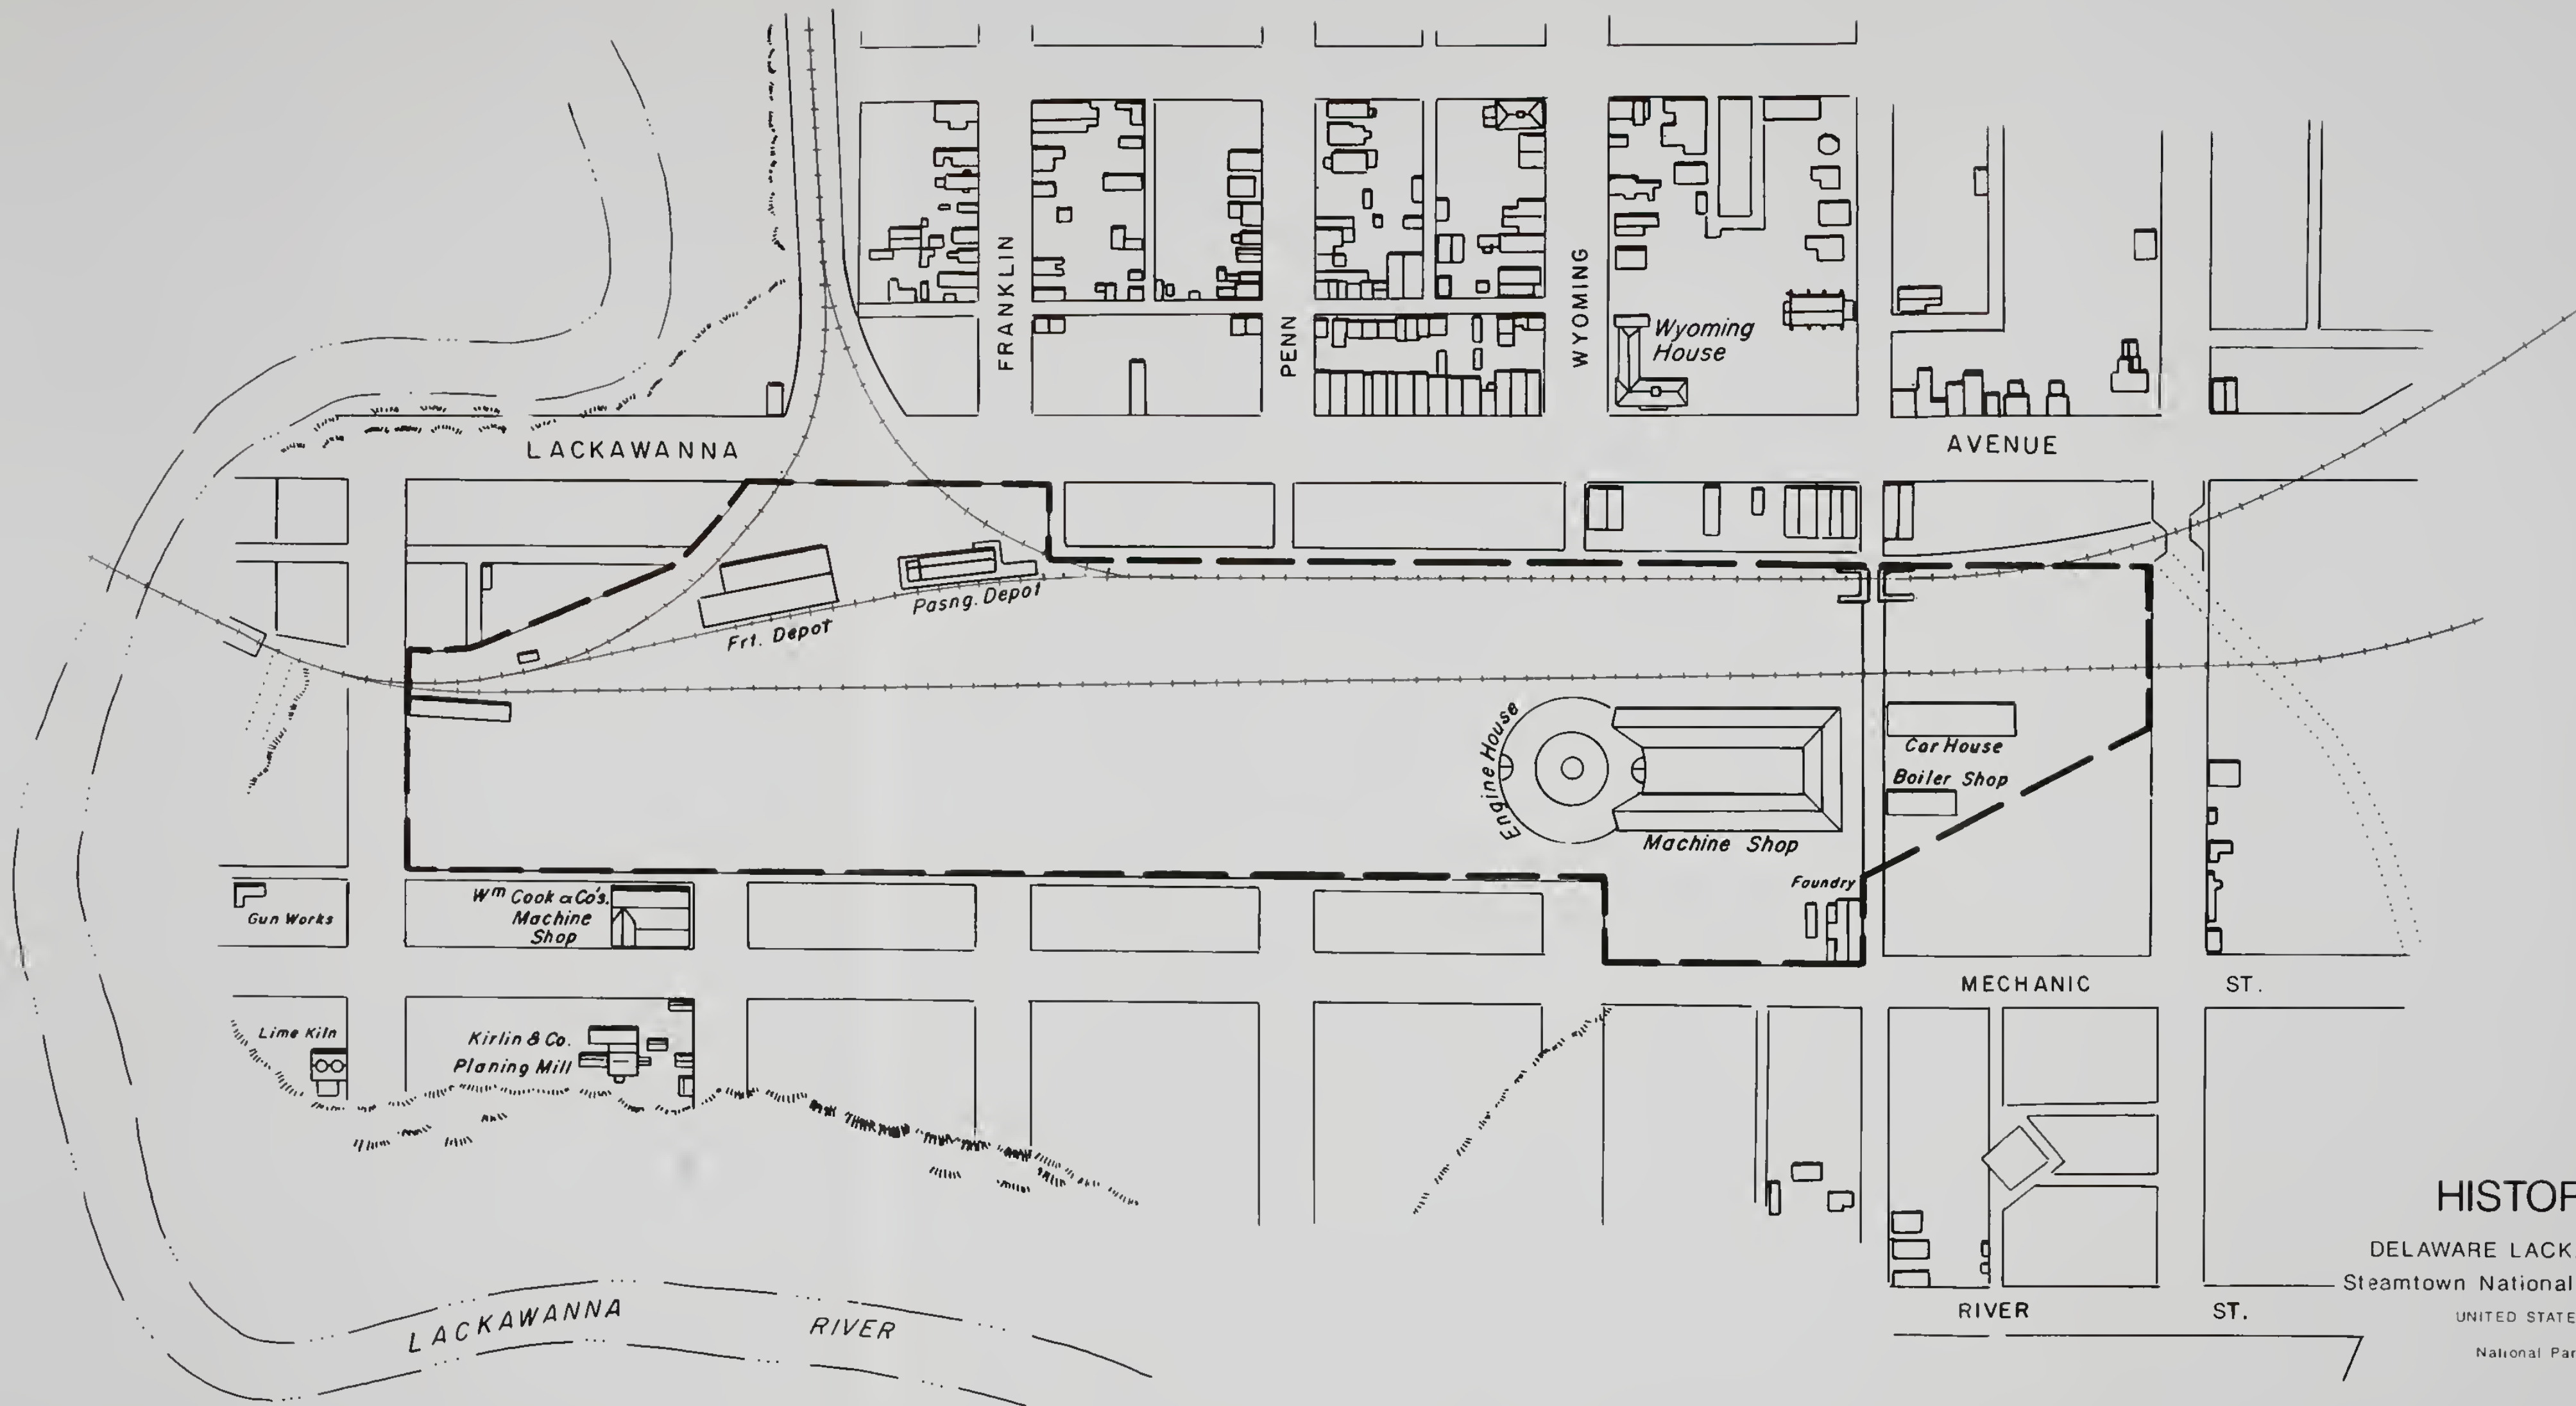 FRANKLIN
PENN
WYOMING
Wyoming
House
LACKAWANNA
AVENUE
Frt. Depot
Pasng. Depot
Engine House
Machine Shop
Car House
Boiler Shop
Foundry
Wm Cook & Co's.
Machine
Shop
Gun Works
MECHANIC ST.
Lime Kiln
Kirlin & Co.
Planing Mill
LACKAWANNA RIVER
RIVER ST.
HISTOR
DELAWARE LACK
Steamtown National
UNITED STATE
National Par